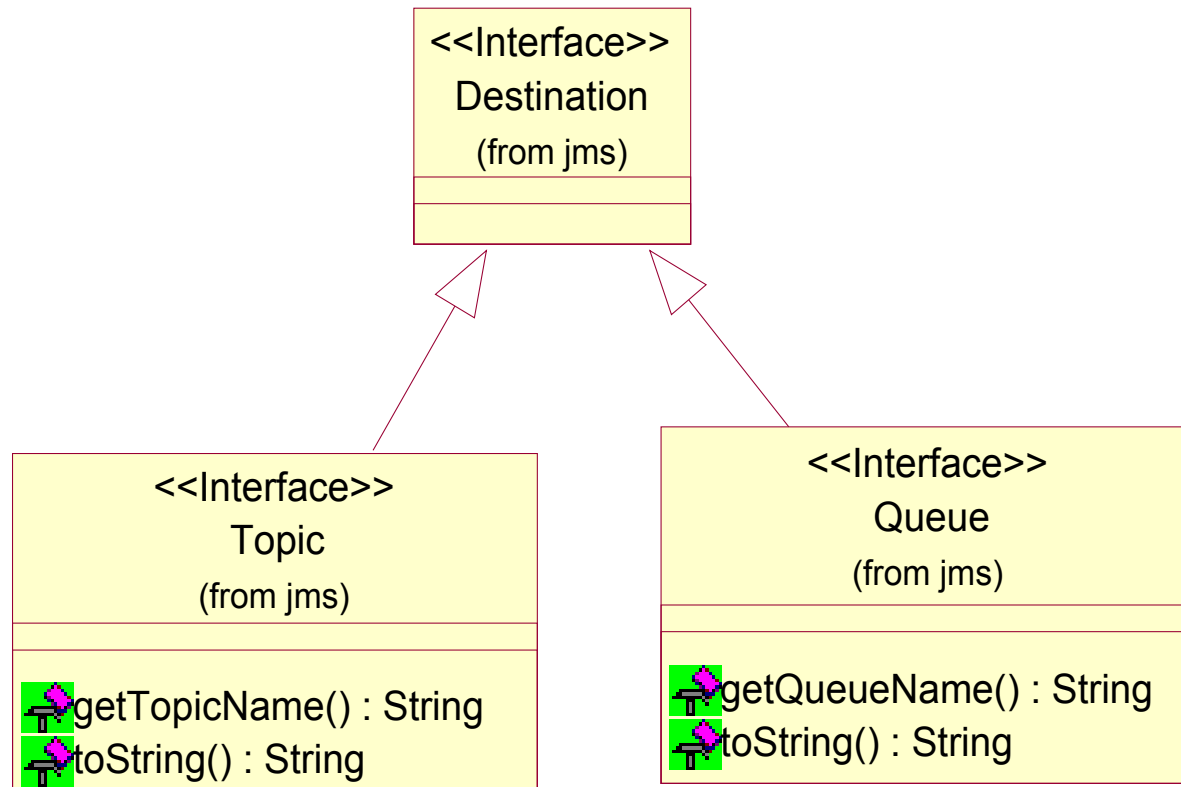 <<Interface>>
Destination
(from jms)
<<Interface>>
Topic
(from jms)
getTopicName() : String
toString() : String
<<Interface>>
Queue
(from jms)
getQueueName() : String
toString() : String